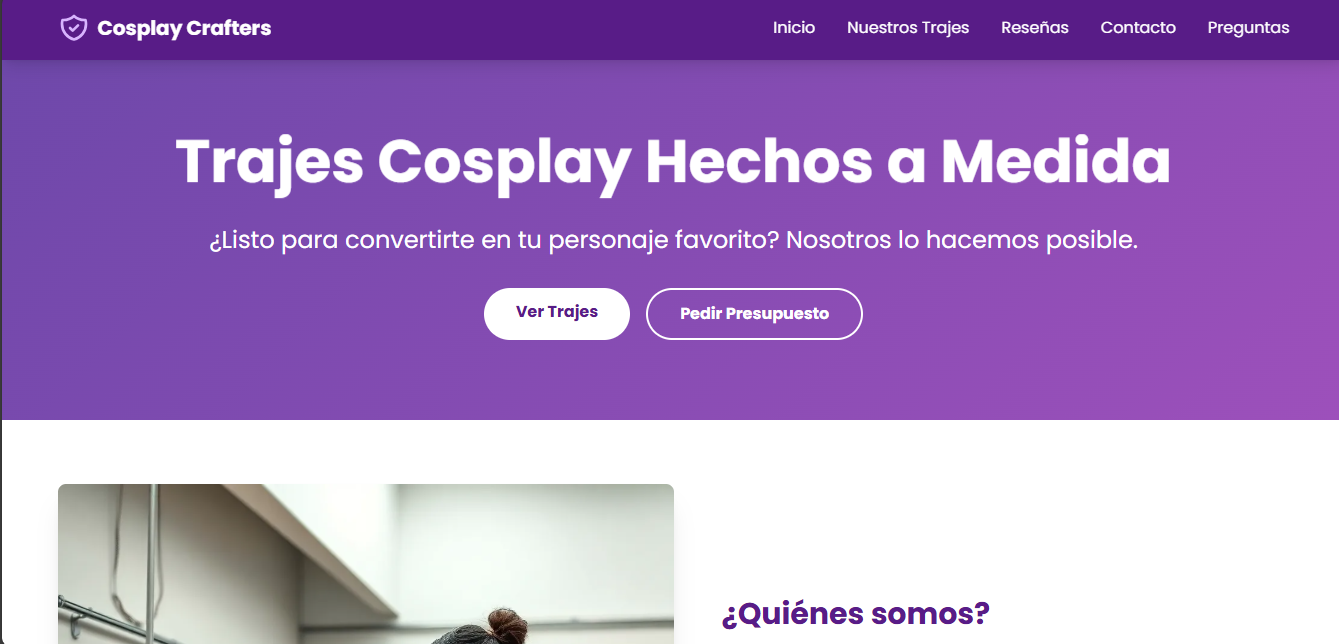 Cosplay Crafters
Inicio
Nuestros Trajes
Reseñas
Contacto
Preguntas
Trajes Cosplay Hechos a Medida
¿Listo para convertirte en tu personaje favorito? Nosotros lo hacemos posible.
Ver Trajes
Pedir Presupuesto
¿Quiénes somos?